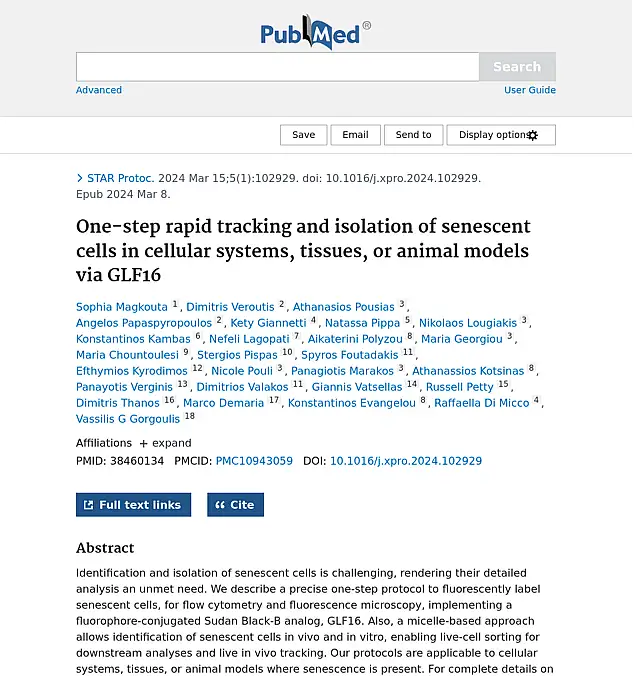 PubMed®
Search
Advanced
User Guide
Save
Email
Send to
Display options
STAR Protoc. 2024 Mar 15;5(1):102929. doi: 10.1016/j.xpro.2024.102929.
Epub 2024 Mar 8.
One-step rapid tracking and isolation of senescent
cells in cellular systems, tissues, or animal models
via GLF16
Sophia Magkouta 1, Dimitris Veroutis 2, Athanasios Pousias 3,
Angelos Papaspyropoulos 2, Kety Giannetti 4, Natassa Pippa 5, Nikolaos Lougiakis 3,
Konstantinos Kambas 6, Nefeli Lagopati 7, Aikaterini Polyzou 8, Maria Georgiou 3,
Maria Chountoulesi 9, Stergios Pispas 10, Spyros Foutadakis 11,
Efthymios Kyrodimos 12, Nicole Pouli 3, Panagiotis Marakos 3, Athanassios Kotsinas 8,
Panayotis Verginis 13, Dimitrios Valakos 11, Giannis Vatsellas 14, Russell Petty 15,
Dimitris Thanos 16, Marco Demaria 17, Konstantinos Evangelou 8, Raffaella Di Micco 4,
Vassilis G Gorgoulis 18
Affiliations + expand
PMID: 38460134 PMCID: PMC10943059 DOI: 10.1016/j.xpro.2024.102929
Full text links
Cite
Abstract
Identification and isolation of senescent cells is challenging, rendering their detailed
analysis an unmet need. We describe a precise one-step protocol to fluorescently label
senescent cells, for flow cytometry and fluorescence microscopy, implementing a
fluorophore-conjugated Sudan Black-B analog, GLF16. Also, a micelle-based approach
allows identification of senescent cells in vivo and in vitro, enabling live-cell sorting for
downstream analyses and live in vivo tracking. Our protocols are applicable to cellular
systems, tissues, or animal models where senescence is present. For complete details on